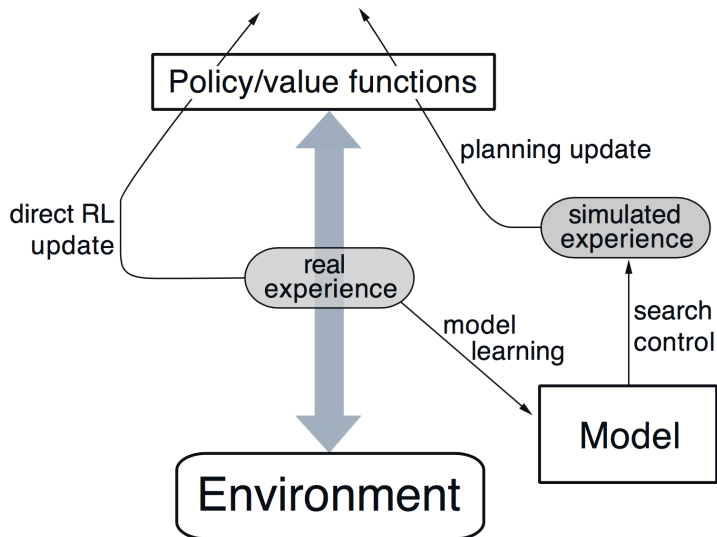 Policy/value functions
planning update
direct RL
update
simulated
experience
real
experience
model
learning
search
control
Model
Environment